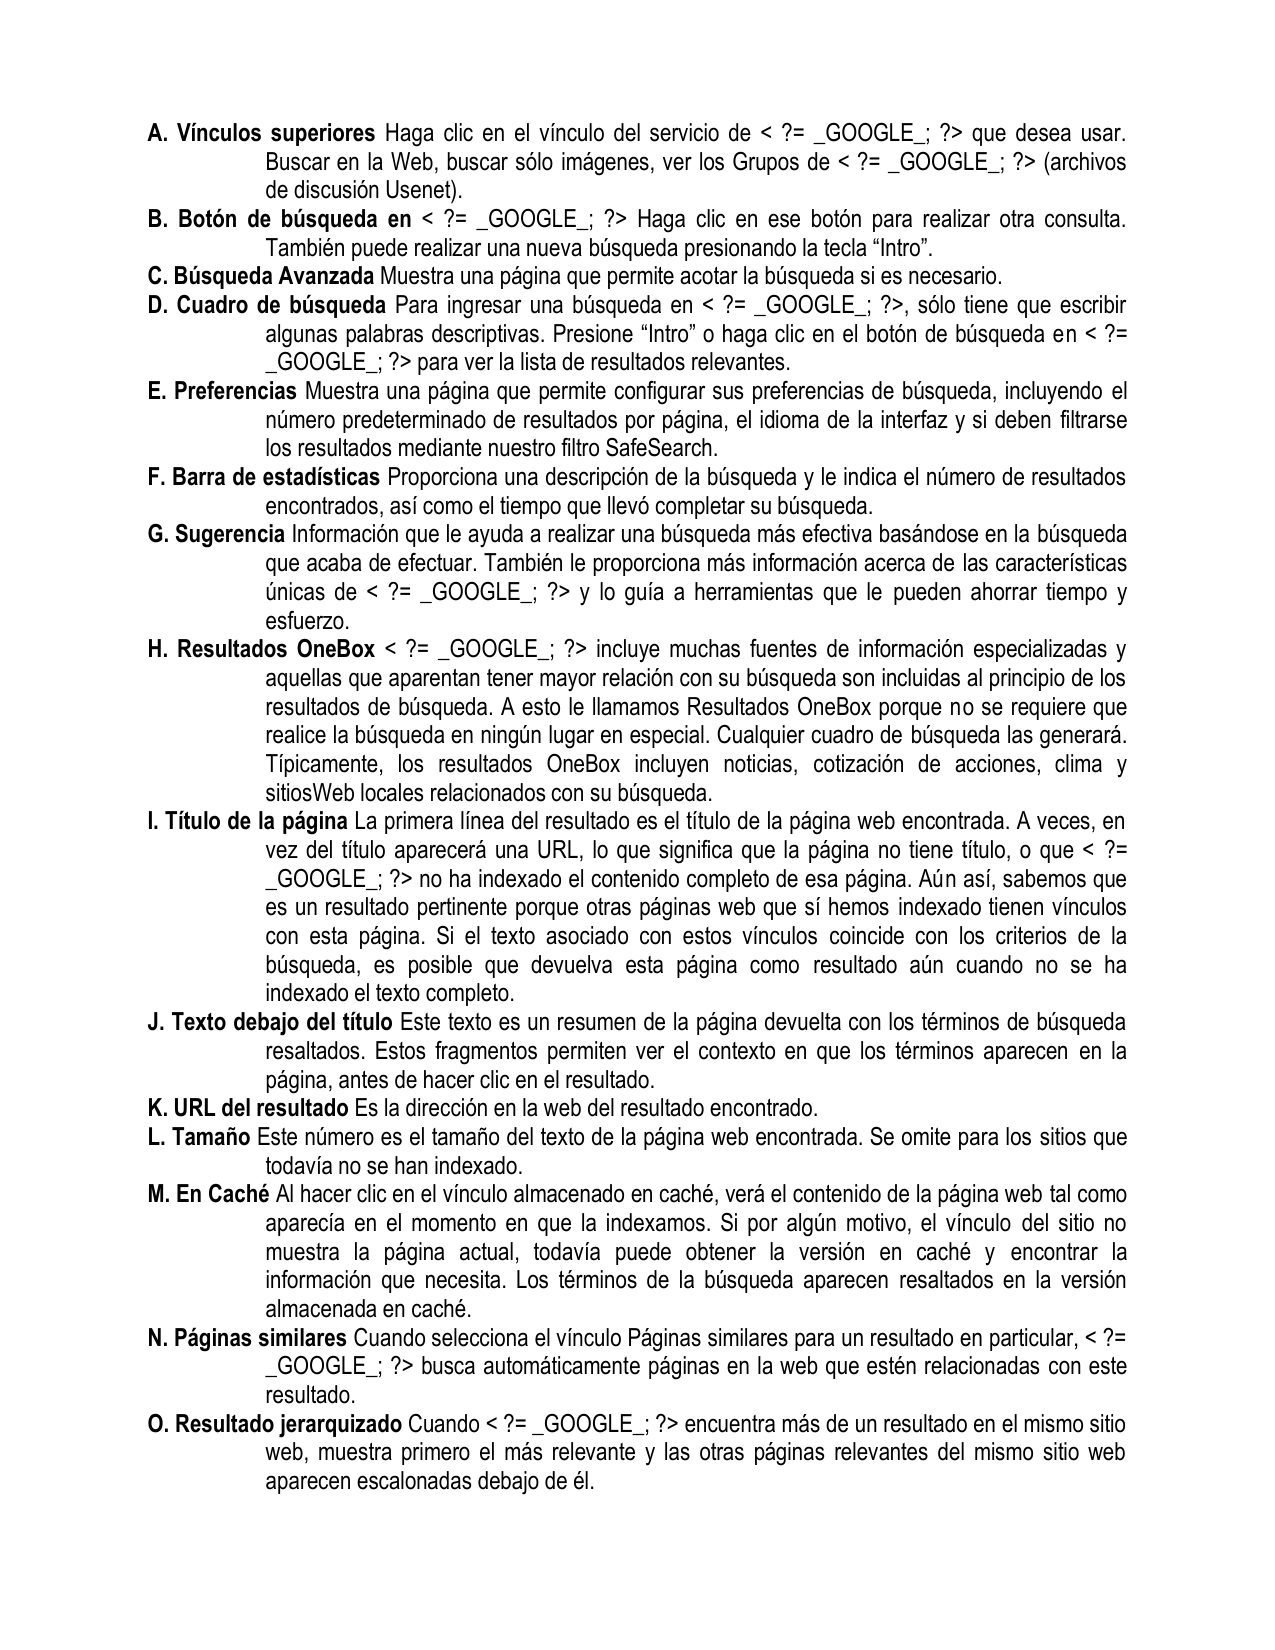 A. Vínculos superiores Haga clic en el vínculo del servicio de < ?= _GOOGLE_; ?> que desea usar.
Buscar en la Web, buscar sólo imágenes, ver los Grupos de < ?= _GOOGLE_; ?> (archivos
de discusión Usenet).
B. Botón de búsqueda en < ?= _GOOGLE_; ?> Haga clic en ese botón para realizar otra consulta.
También puede realizar una nueva búsqueda presionando la tecla “Intro”.
C. Búsqueda Avanzada Muestra una página que permite acotar la búsqueda si es necesario.
D. Cuadro de búsqueda Para ingresar una búsqueda en < ?= _GOOGLE_; ?>, sólo tiene que escribir
algunas palabras descriptivas. Presione “Intro” o haga clic en el botón de búsqueda en < ?=
_GOOGLE_; ?> para ver la lista de resultados relevantes.
E. Preferencias Muestra una página que permite configurar sus preferencias de búsqueda, incluyendo el
número predeterminado de resultados por página, el idioma de la interfaz y si deben filtrarse
los resultados mediante nuestro filtro SafeSearch.
F. Barra de estadísticas Proporciona una descripción de la búsqueda y le indica el número de resultados
encontrados, así como el tiempo que llevó completar su búsqueda.
G. Sugerencia Información que le ayuda a realizar una búsqueda más efectiva basándose en la búsqueda
que acaba de efectuar. También le proporciona más información acerca de las características
únicas de < ?= _GOOGLE_; ?> y lo guía a herramientas que le pueden ahorrar tiempo y
esfuerzo.
H. Resultados OneBox < ?= _GOOGLE_; ?> incluye muchas fuentes de información especializadas y
aquellas que aparentan tener mayor relación con su búsqueda son incluidas al principio de los
resultados de búsqueda. A esto le llamamos Resultados OneBox porque no se requiere que
realice la búsqueda en ningún lugar en especial. Cualquier cuadro de búsqueda las generará.
Típicamente, los resultados OneBox incluyen noticias, cotización de acciones, clima y
sitiosWeb locales relacionados con su búsqueda.
I. Título de la página La primera línea del resultado es el título de la página web encontrada. A veces, en
vez del título aparecerá una URL, lo que significa que la página no tiene título, o que < ?=
_GOOGLE_; ?> no ha indexado el contenido completo de esa página. Aún así, sabemos que
es un resultado pertinente porque otras páginas web que sí hemos indexado tienen vínculos
con esta página. Si el texto asociado con estos vínculos coincide con los criterios de la
búsqueda, es posible que devuelva esta página como resultado aún cuando no se ha
indexado el texto completo.
J. Texto debajo del título Este texto es un resumen de la página devuelta con los términos de búsqueda
resaltados. Estos fragmentos permiten ver el contexto en que los términos aparecen en la
página, antes de hacer clic en el resultado.
K. URL del resultado Es la dirección en la web del resultado encontrado.
L. Tamaño Este número es el tamaño del texto de la página web encontrada. Se omite para los sitios que
todavía no se han indexado.
M. En Caché Al hacer clic en el vínculo almacenado en caché, verá el contenido de la página web tal como
aparecía en el momento en que la indexamos. Si por algún motivo, el vínculo del sitio no
muestra la página actual, todavía puede obtener la versión en caché y encontrar la
información que necesita. Los términos de la búsqueda aparecen resaltados en la versión
almacenada en caché.
N. Páginas similares Cuando selecciona el vínculo Páginas similares para un resultado en particular, < ?=
_GOOGLE_; ?> busca automáticamente páginas en la web que estén relacionadas con este
resultado.
O. Resultado jerarquizado Cuando < ?= _GOOGLE_; ?> encuentra más de un resultado en el mismo sitio
web, muestra primero el más relevante y las otras páginas relevantes del mismo sitio web
aparecen escalonadas debajo de él.